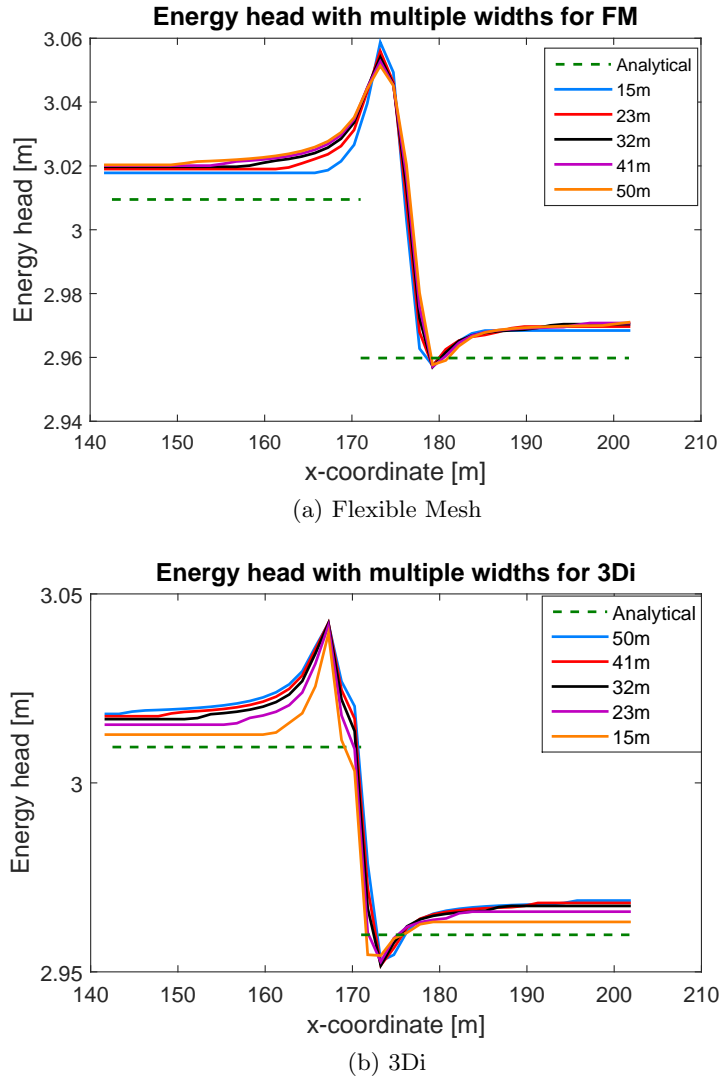 Energy head with multiple widths for FM
3.06
3.04
3.02
3
2.98
2.96
2.94
Energy head [m]
Analytical
15m
23m
32m
41m
50m
140 150 160 170 180 190 200 210
x-coordinate [m]
(a) Flexible Mesh
Energy head with multiple widths for 3Di
3.05
3
2.95
Energy head [m]
Analytical
50m
41m
32m
23m
15m
140 150 160 170 180 190 200 210
x-coordinate [m]
(b) 3Di